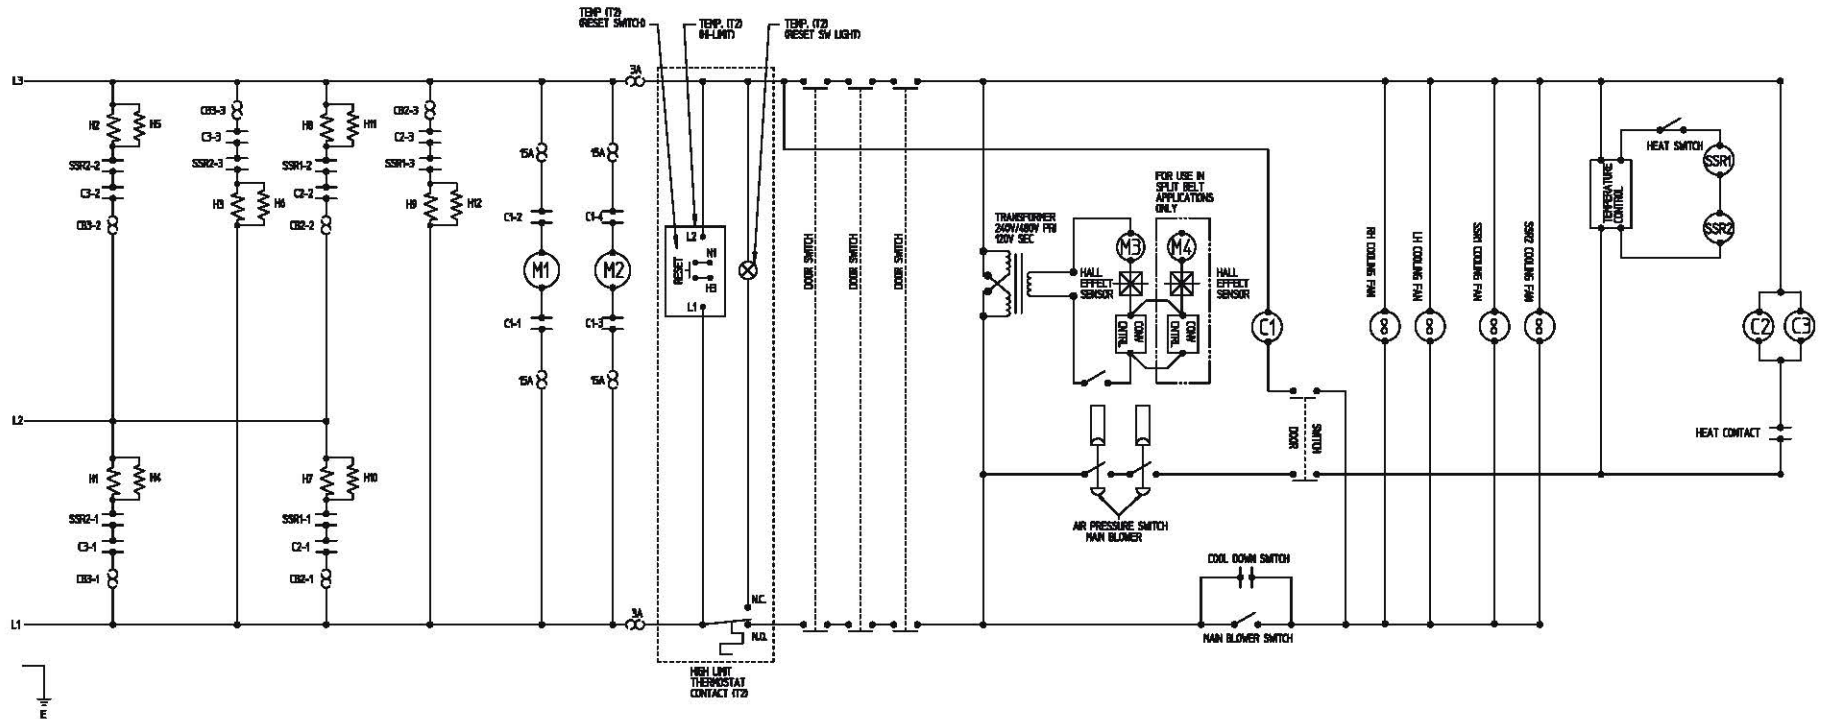 TEMP (T2)
(RESET SWITCH)
TEMP. (T2)
(HI-LIMIT)
TEMP. (T2)
(RESET SW LIGHT)
L3
3A
H2
H5
CB3-3
C3-3
SSR2-3
H3
H6
SSR2-2
C3-2
CB3-2
H8
H11
SSR1-2
C2-2
CB2-2
CB2-3
C2-3
SSR1-3
H9
H12
15A
15A
C1-2
C1-4
M1
M2
C1-1
C1-3
15A
15A
L2
N1
RESET
H3
L1
DOOR SWITCH
DOOR SWITCH
DOOR SWITCH
TRANSFORMER
240V/480V PRI
120V SEC
FOR USE IN
SPLIT BELT
APPLICATIONS
ONLY
M3
M4
HALL
EFFECT
SENSOR
HALL
EFFECT
SENSOR
CONV
CNTRL
CONV
CNTRL
C1
RH COOLING FAN
LH COOLING FAN
SSR1 COOLING FAN
SSR2 COOLING FAN
TEMPERATURE
CONTROL
HEAT SWITCH
SSR1
SSR2
C2
C3
HEAT CONTACT
DOOR
SWITCH
L2
H1
H4
SSR2-1
C3-1
CB3-1
H7
H10
SSR1-1
C2-1
CB2-1
AIR PRESSURE SWITCH
MAIN BLOWER
COOL DOWN SWITCH
MAIN BLOWER SWITCH
L1
3A
N.C.
N.O.
HIGH LIMIT
THERMOSTAT
CONTACT (T2)
E